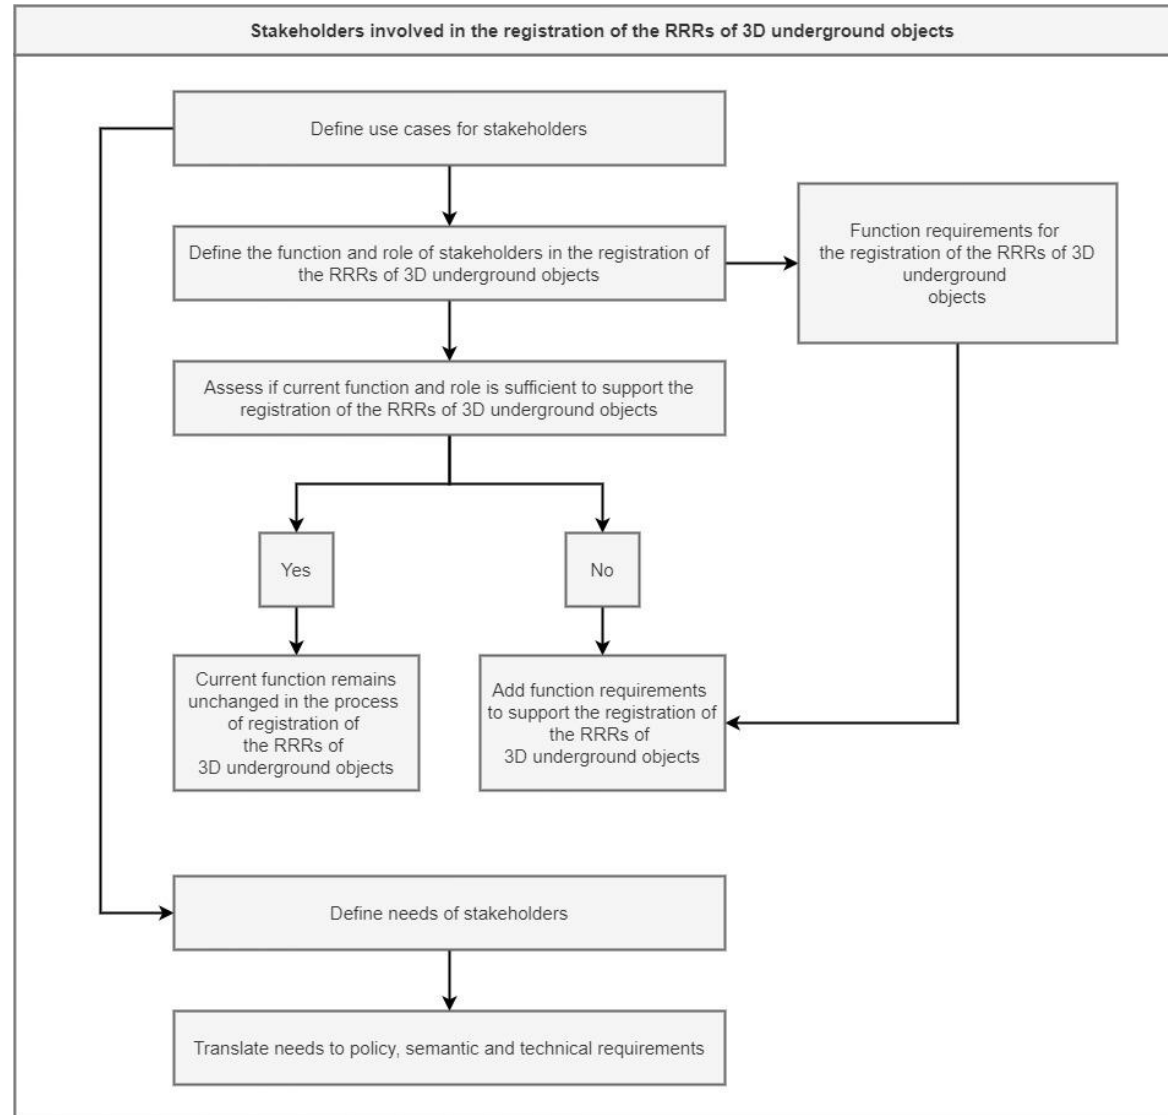 Stakeholders involved in the registration of the RRRs of 3D underground objects
Define use cases for stakeholders
Define the function and role of stakeholders in the registration of
the RRRs of 3D underground objects
Function requirements for
the registration of the RRRs of 3D
underground
objects
Assess if current function and role is sufficient to support the
registration of the RRRs of 3D underground objects
Yes
No
Current function remains
unchanged in the process
of registration of
the RRRs of
3D underground objects
Add function requirements
to support the registration of
the RRRs of
3D underground objects
Define needs of stakeholders
Translate needs to policy, semantic and technical requirements